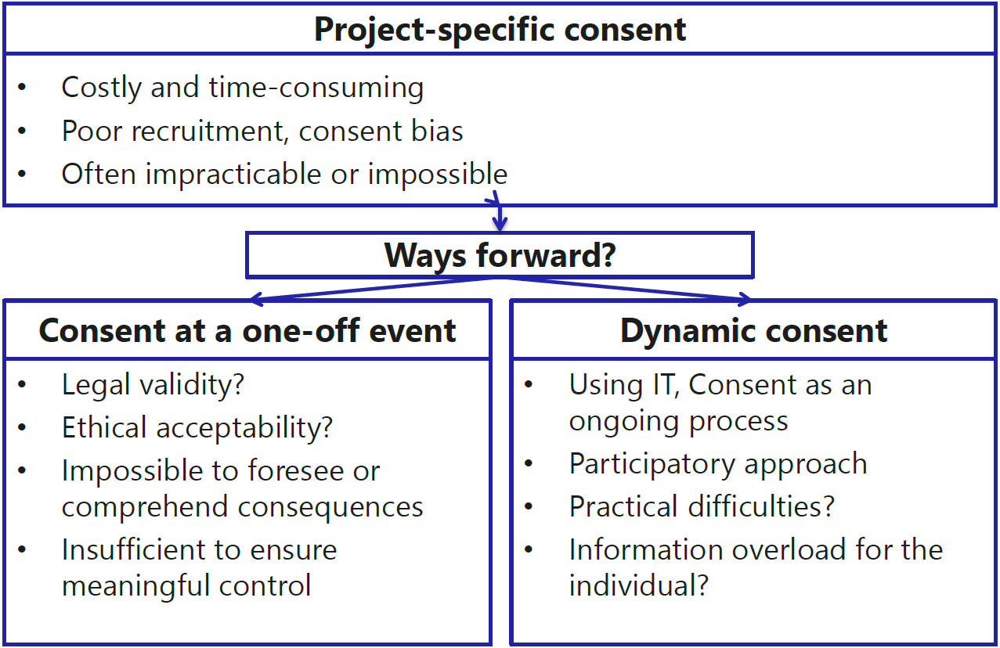 Project-specific consent
• Costly and time-consuming
• Poor recruitment, consent bias
• Often impracticable or impossible
Ways forward?
Consent at a one-off event
• Legal validity?
• Ethical acceptability?
• Impossible to foresee or
comprehend consequences
• Insufficient to ensure
meaningful control
Dynamic consent
• Using IT, Consent as an
ongoing process
• Participatory approach
• Practical difficulties?
• Information overload for the
individual?